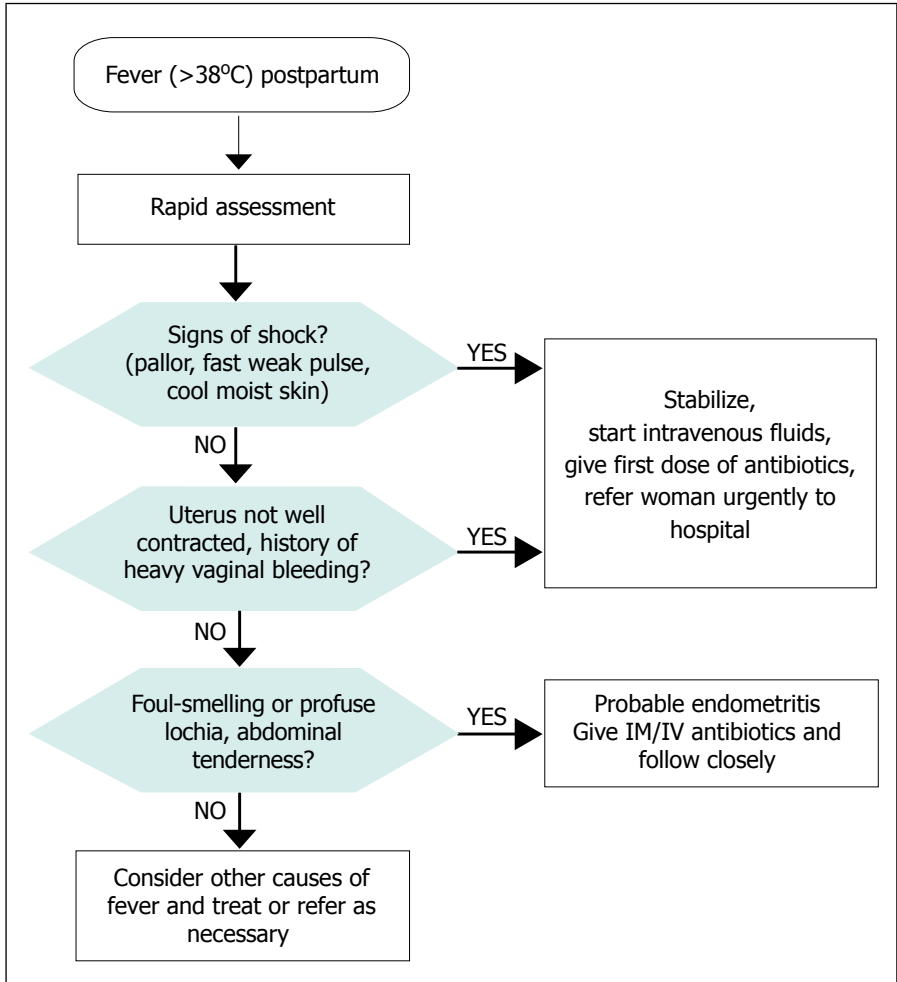 Fever (>38ºC) postpartum
Rapid assessment
Signs of shock?
(pallor, fast weak pulse,
cool moist skin)
YES
Stabilize,
start intravenous fluids,
give first dose of antibiotics,
refer woman urgently to
hospital
NO
Uterus not well
contracted, history of
heavy vaginal bleeding?
YES
NO
Foul-smelling or profuse
lochia, abdominal
tenderness?
YES
Probable endometritis
Give IM/IV antibiotics and
follow closely
NO
Consider other causes of
fever and treat or refer as
necessary